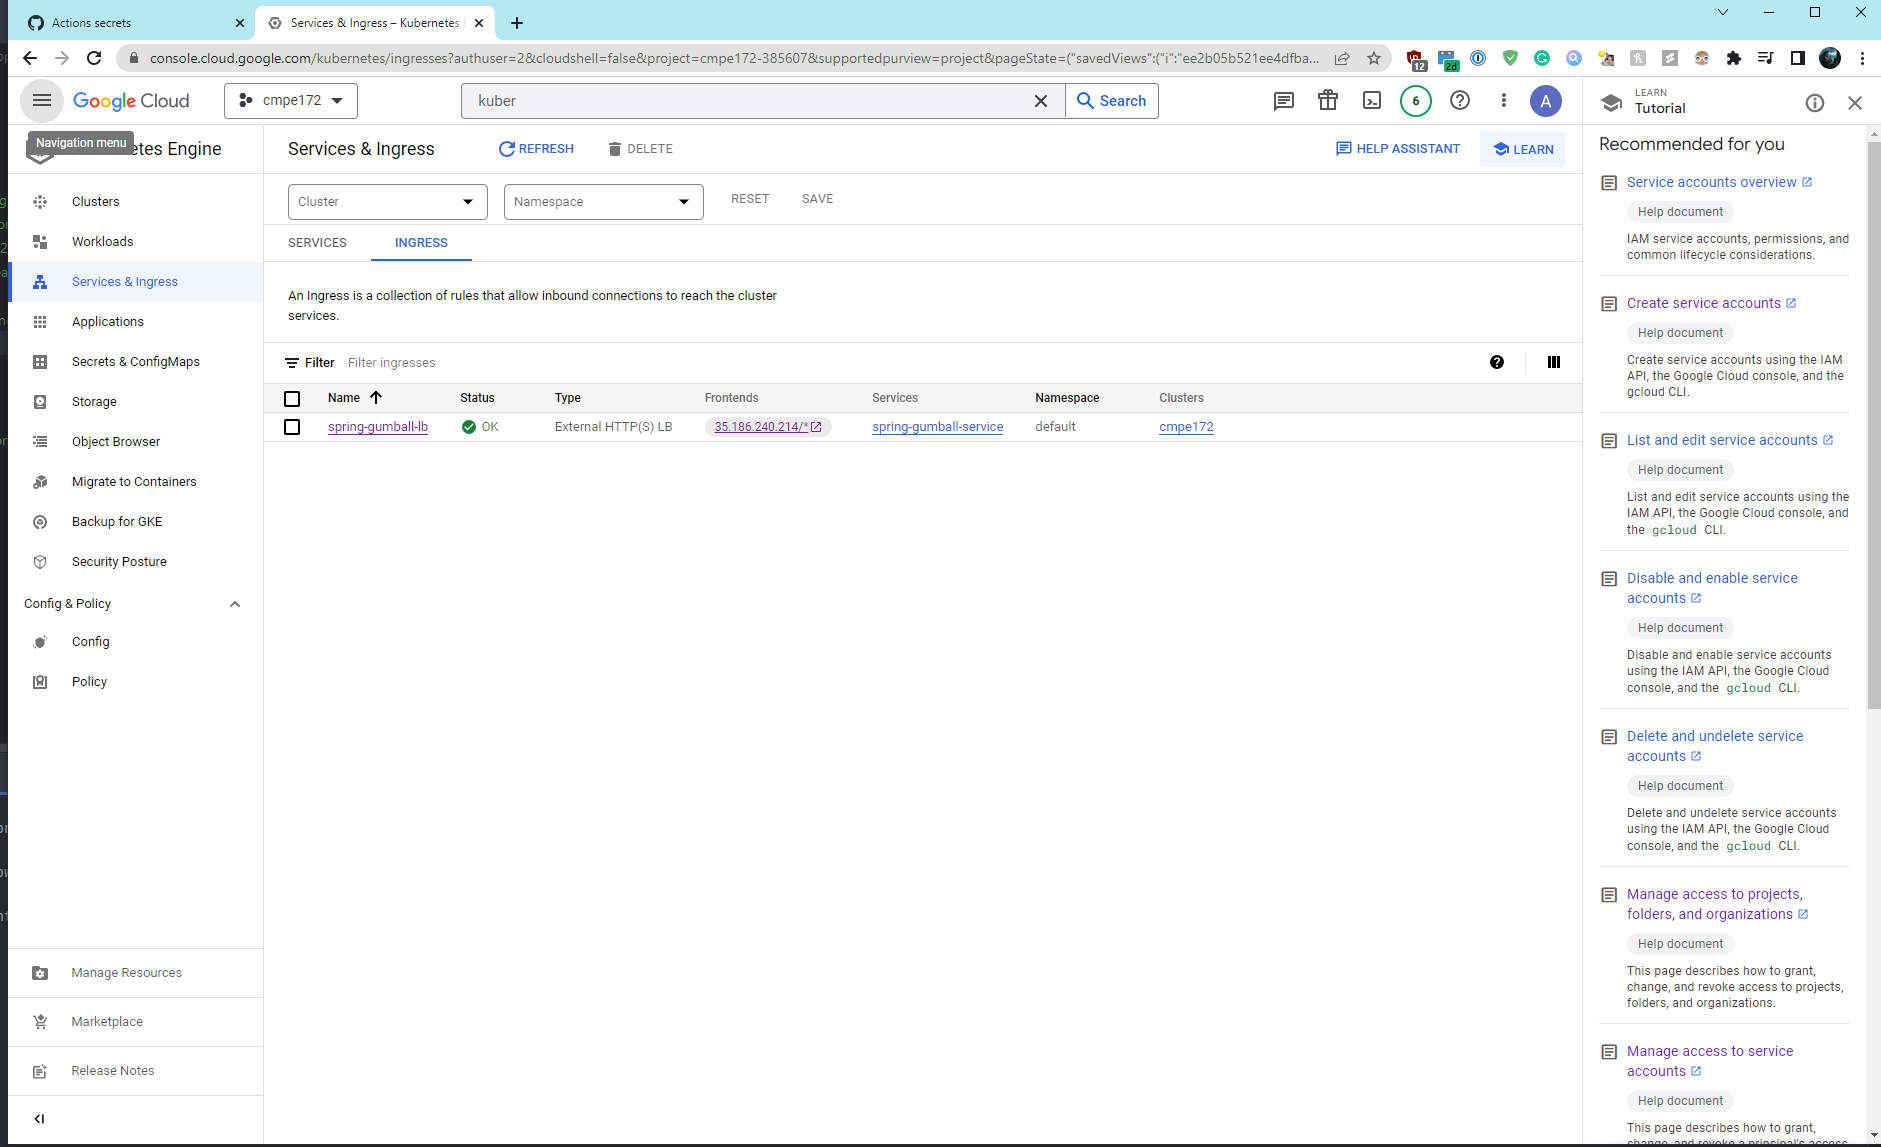 Actions secrets
Services & Ingress – Kubernetes E
console.cloud.google.com/kubernetes/ingresses?authuser=2&cloudshell=false&project=cmpe172-385607&supportedpurview=project&pageState=("savedViews":("i":"ee2b05b521ee4dfba...
12
2d
Google Cloud
cmpe172
kuber
Search
6
A
LEARN
Tutorial
Navigation menu
etes Engine
Services & Ingress
REFRESH
DELETE
HELP ASSISTANT
LEARN
Clusters
Workloads
Services & Ingress
Applications
Secrets & ConfigMaps
Storage
Object Browser
Migrate to Containers
Backup for GKE
Security Posture
Config & Policy
Config
Policy
Manage Resources
Marketplace
Release Notes
Cluster
Namespace
RESET
SAVE
SERVICES
INGRESS
An Ingress is a collection of rules that allow inbound connections to reach the cluster
services.
Filter
Filter ingresses
Name Status Type Frontends Services Namespace Clusters
spring-gumball-lb OK External HTTP(S) LB 35.186.240.214/* spring-gumball-service default cmpe172
Recommended for you
Service accounts overview
Help document
IAM service accounts, permissions, and
common lifecycle considerations.
Create service accounts
Help document
Create service accounts using the IAM
API, the Google Cloud console, and the
gcloud CLI.
List and edit service accounts
Help document
List and edit service accounts using the
IAM API, the Google Cloud console, and
the gcloud CLI.
Disable and enable service
accounts
Help document
Disable and enable service accounts
using the IAM API, the Google Cloud
console, and the gcloud CLI.
Delete and undelete service
accounts
Help document
Delete and undelete service accounts
using the IAM API, the Google Cloud
console, and the gcloud CLI.
Manage access to projects,
folders, and organizations
Help document
This page describes how to grant,
change, and revoke access to projects,
folders, and organizations.
Manage access to service
accounts
Help document
This page describes how to grant,
change, and revoke a principal's access